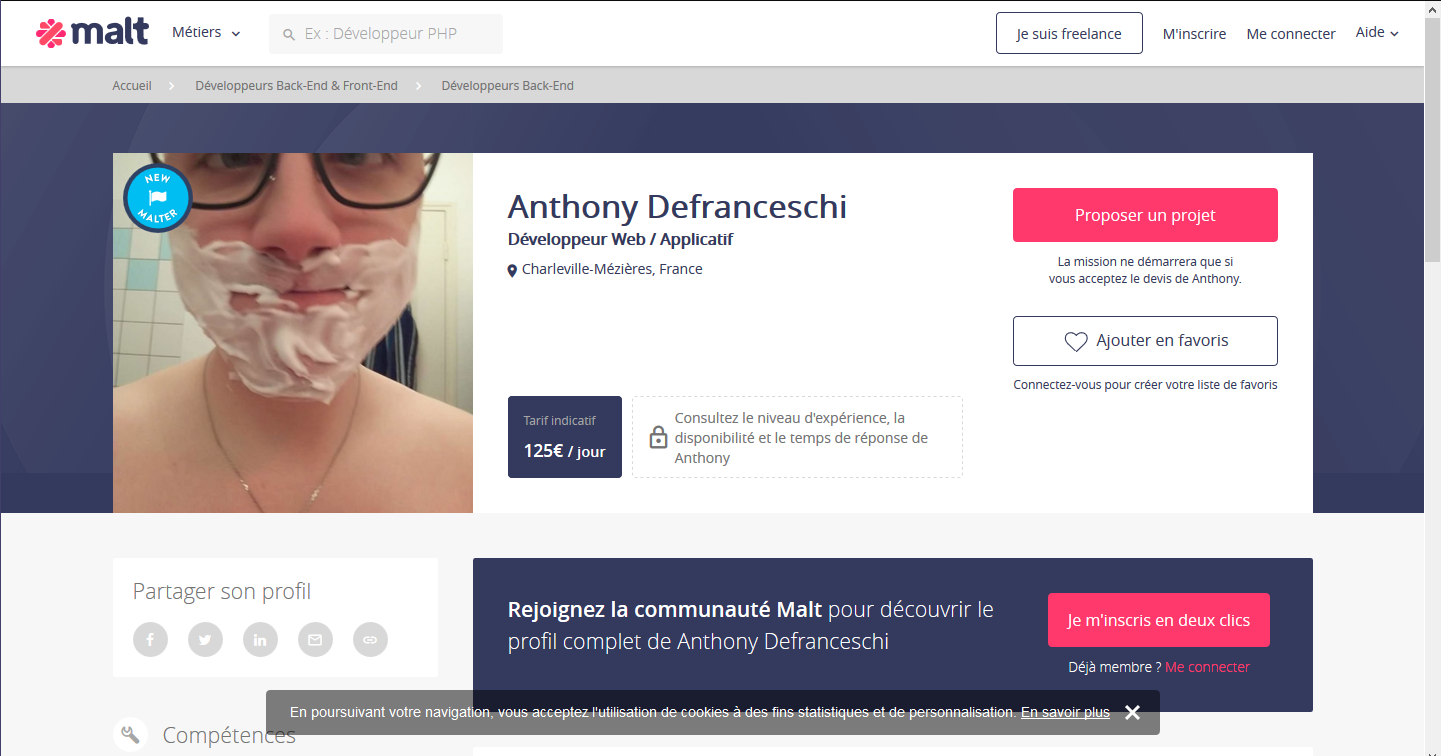 malt
Métiers
Ex : Développeur PHP
Je suis freelance
M'inscrire
Me connecter
Aide
Accueil
Développeurs Back-End & Front-End
Développeurs Back-End
NEW
MALTER
Anthony Defranceschi
Développeur Web / Applicatif
Charleville-Mézières, France
Tarif indicatif
125€ / jour
Consultez le niveau d'expérience, la
disponibilité et le temps de réponse de
Anthony
Proposer un projet
La mission ne démarrera que si
vous acceptez le devis de Anthony.
Ajouter en favoris
Connectez-vous pour créer votre liste de favoris
Partager son profil
Rejoignez la communauté Malt pour découvrir le
profil complet de Anthony Defranceschi
Je m'inscris en deux clics
Déjà membre ? Me connecter
Compétences
En poursuivant votre navigation, vous acceptez l'utilisation de cookies à des fins statistiques et de personnalisation. En savoir plus